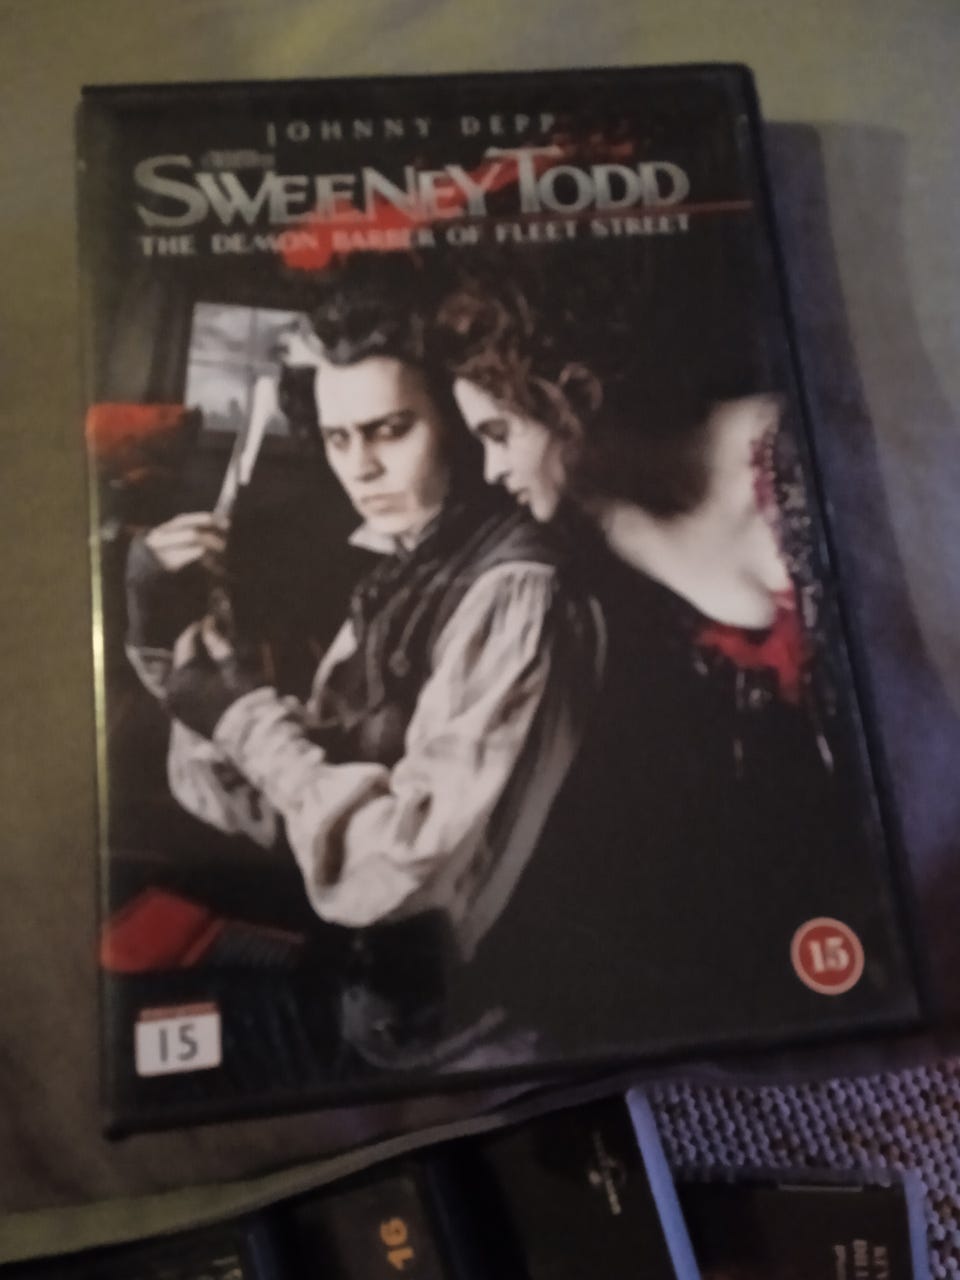 JOHNNY DEPP
SWEENEY TODD
THE DEMON BARBER OF FLEET STREET
15
15
16